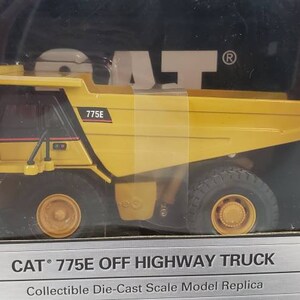 CAT®
775E
CAT® 775E OFF HIGHWAY TRUCK
Collectible Die-Cast Scale Model Replica